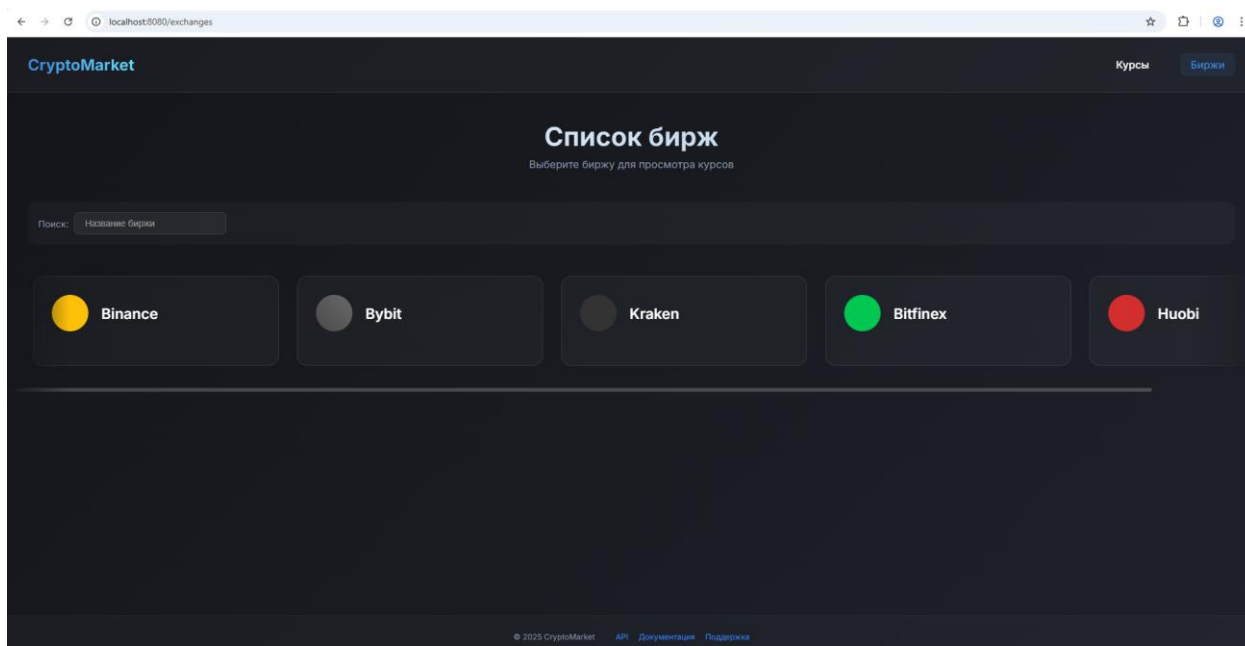 localhost:8080/exchanges
CryptoMarket
Курсы
Биржи
Список бирж
Выберите биржу для просмотра курсов
Поиск: Название биржи
Binance
Bybit
Kraken
Bitfinex
Huobi
© 2025 CryptoMarket API Документация Поддержка